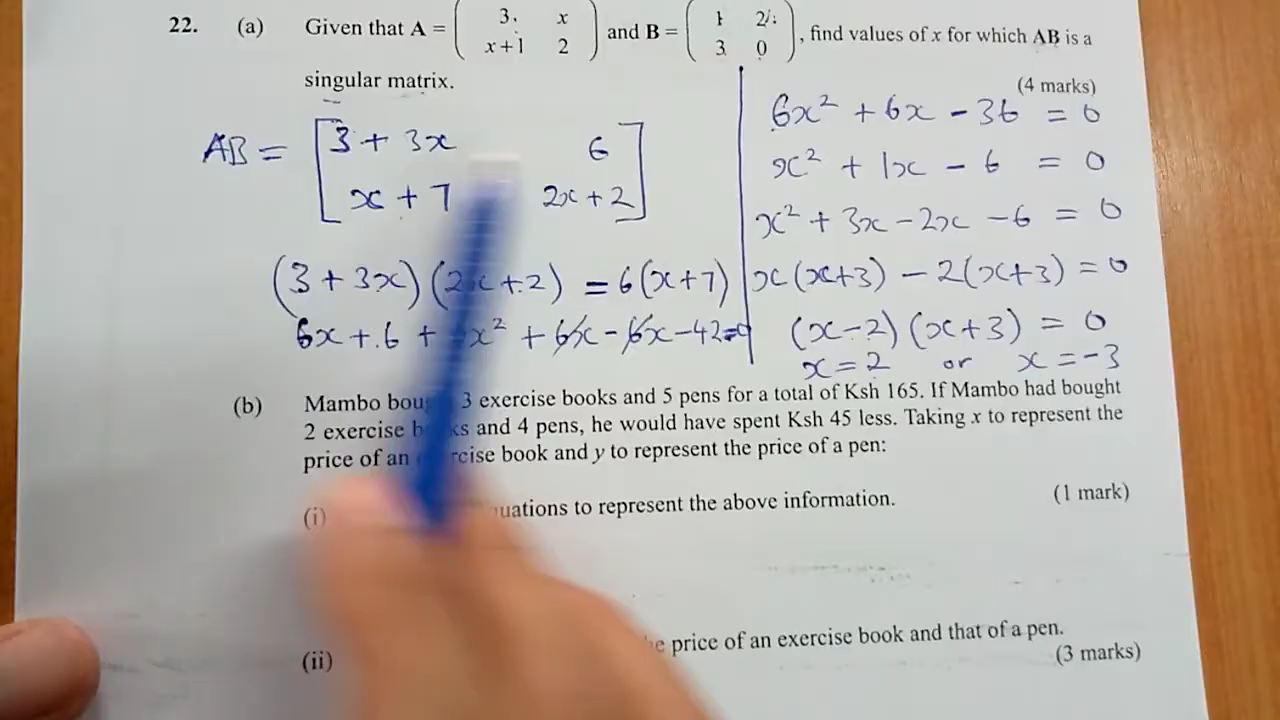 22. (a) Given that A = ( 3 x x+1 2 ) and B = ( 1 2 3 0 ), find values of x for which AB is a
singular matrix.
(4 marks)
AB = [ 3 + 3x 6
x + 7 2x + 2 ]
(3 + 3x)(2x + 2) = 6(x+7)
6x + 6 + x² + 6x - 6x - 42 = 0
6x² + 6x - 36 = 0
x² + 1x - 6 = 0
x² + 3x - 2x - 6 = 0
x(x+3) - 2(x+3) = 0
(x-2)(x+3) = 0
x = 2 or x = -3
(b) Mambo 3 exercise books and 5 pens for a total of Ksh 165. If Mambo had bought
2 exercise and 4 pens, he would have spent Ksh 45 less. Taking x to represent the
price of an book and y to represent the price of a pen:
(i) to represent the above information. (1 mark)
(ii) price of an exercise book and that of a pen.
(3 marks)